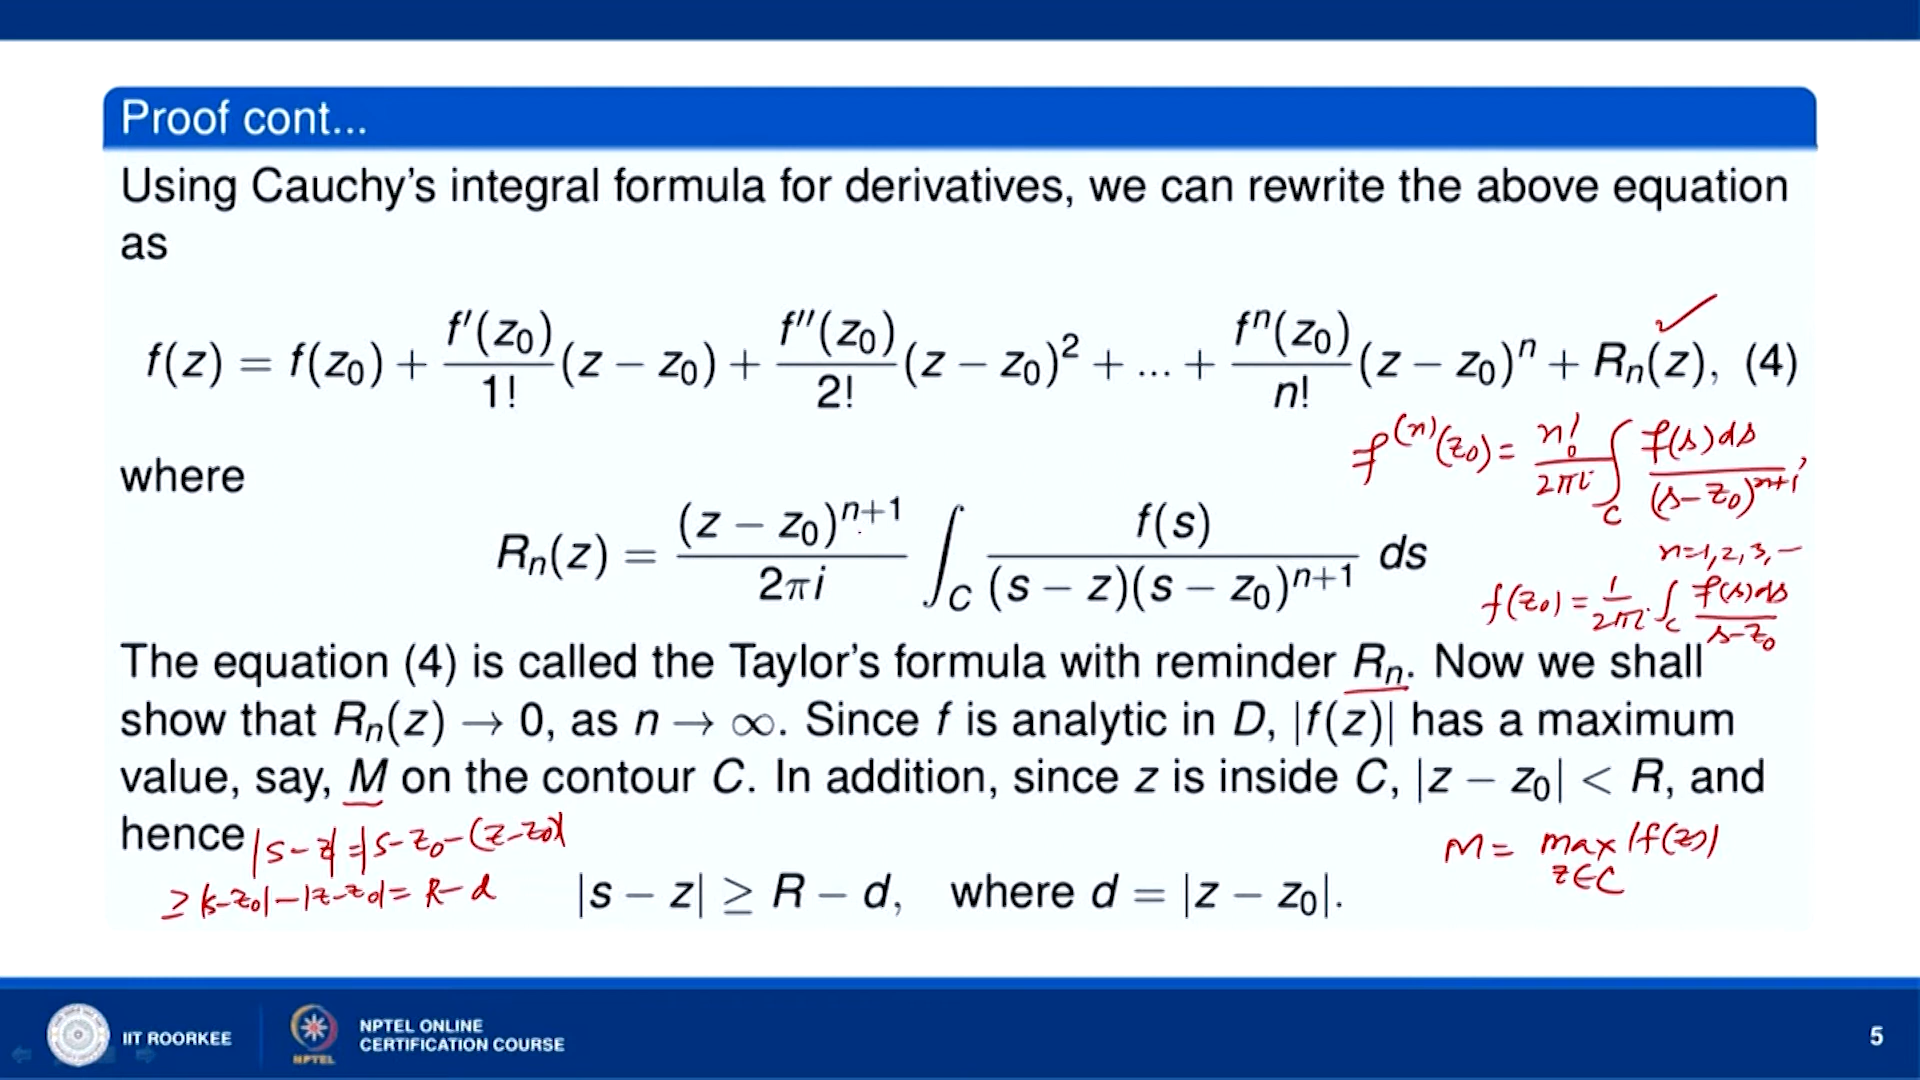 Proof cont...
Using Cauchy's integral formula for derivatives, we can rewrite the above equation
as
f(z) = f(z₀) + f′(z₀)/1! (z − z₀) + f′′(z₀)/2! (z − z₀)² + ... + fⁿ(z₀)/n! (z − z₀)ⁿ + Rₙ(z), (4)
f⁽ⁿ⁾(z₀) = n!/2πi ∫_C f(s)ds/(s−z₀)ⁿ⁺¹,
where
n=1,2,3,—
Rₙ(z) = (z − z₀)ⁿ⁺¹/2πi ∫_C f(s)/((s − z)(s − z₀)ⁿ⁺¹) ds
f(z₀) = 1/2πi ∫_C f(s)ds/s−z₀
The equation (4) is called the Taylor's formula with reminder Rₙ. Now we shall
show that Rₙ(z) → 0, as n → ∞. Since f is analytic in D, |f(z)| has a maximum
value, say, M on the contour C. In addition, since z is inside C, |z − z₀| < R, and
hence
|s−z|=|s−z₀−(z−z₀)|
≥|s−z₀|−|z−z₀|= R−d
M = max |f(z)|
z∈C
|s − z| ≥ R − d, where d = |z − z₀|.
IIT ROORKEE
NPTEL
NPTEL ONLINE
CERTIFICATION COURSE
5